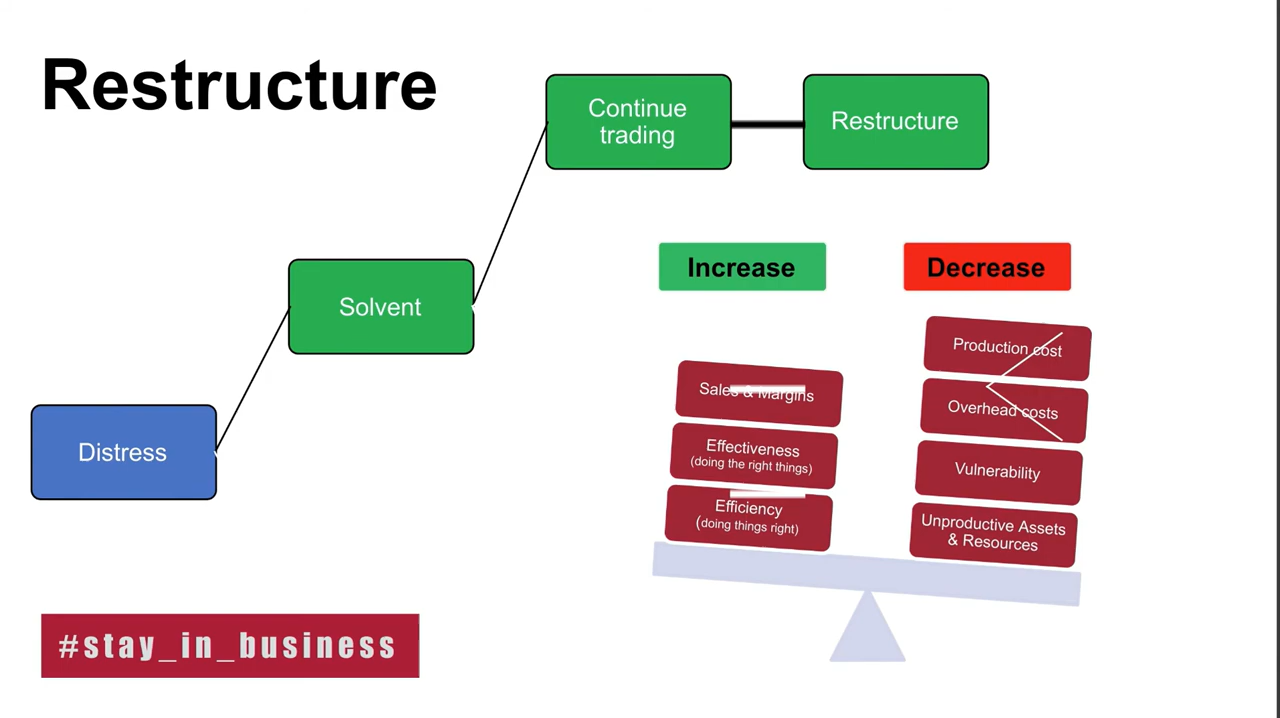 Restructure
Continue
trading
Restructure
Solvent
Distress
Increase
Decrease
Sales & Margins
Effectiveness
(doing the right things)
Efficiency
(doing things right)
Production cost
Overhead costs
Vulnerability
Unproductive Assets
& Resources
#stay_in_business